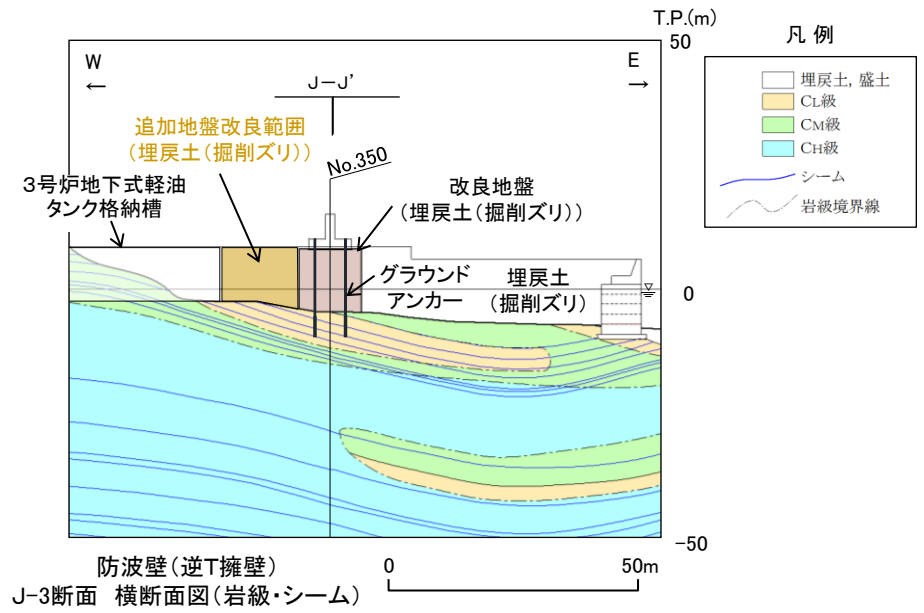 T.P.(m)
50
W
E
←
→
J−J'
追加地盤改良範囲
(埋戻土(掘削ズリ))
No.350
3号炉地下式軽油
タンク格納槽
改良地盤
(埋戻土(掘削ズリ))
グラウンド
アンカー
埋戻土
(掘削ズリ)
0
-50
凡 例
埋戻土, 盛土
CL級
CM級
CH級
シーム
岩級境界線
防波壁(逆T擁壁)
J-3断面 横断面図(岩級・シーム)
0
50m